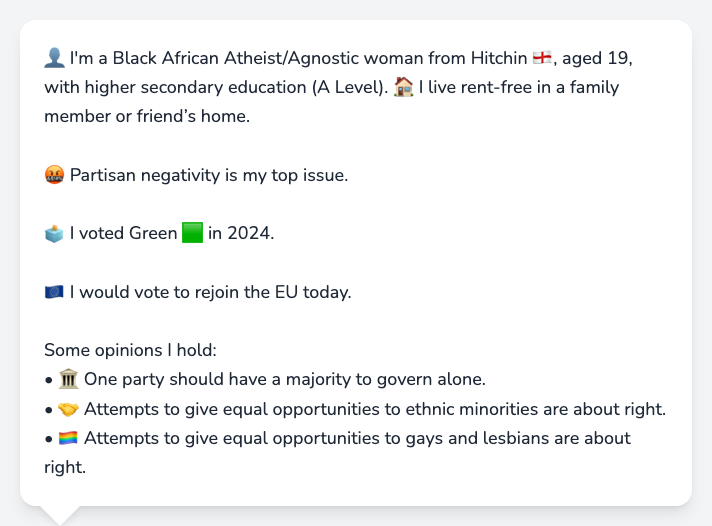 👤 I'm a Black African Atheist/Agnostic woman from Hitchin 🏴󠁧󠁢󠁥󠁮󠁧󠁿, aged 19,
with higher secondary education (A Level). 🏠 I live rent-free in a family
member or friend’s home.
🤬 Partisan negativity is my top issue.
🗳️ I voted Green 🟩 in 2024.
🇪🇺 I would vote to rejoin the EU today.
Some opinions I hold:
• 🏛️ One party should have a majority to govern alone.
• 🤝 Attempts to give equal opportunities to ethnic minorities are about right.
• 🏳️‍🌈 Attempts to give equal opportunities to gays and lesbians are about
right.